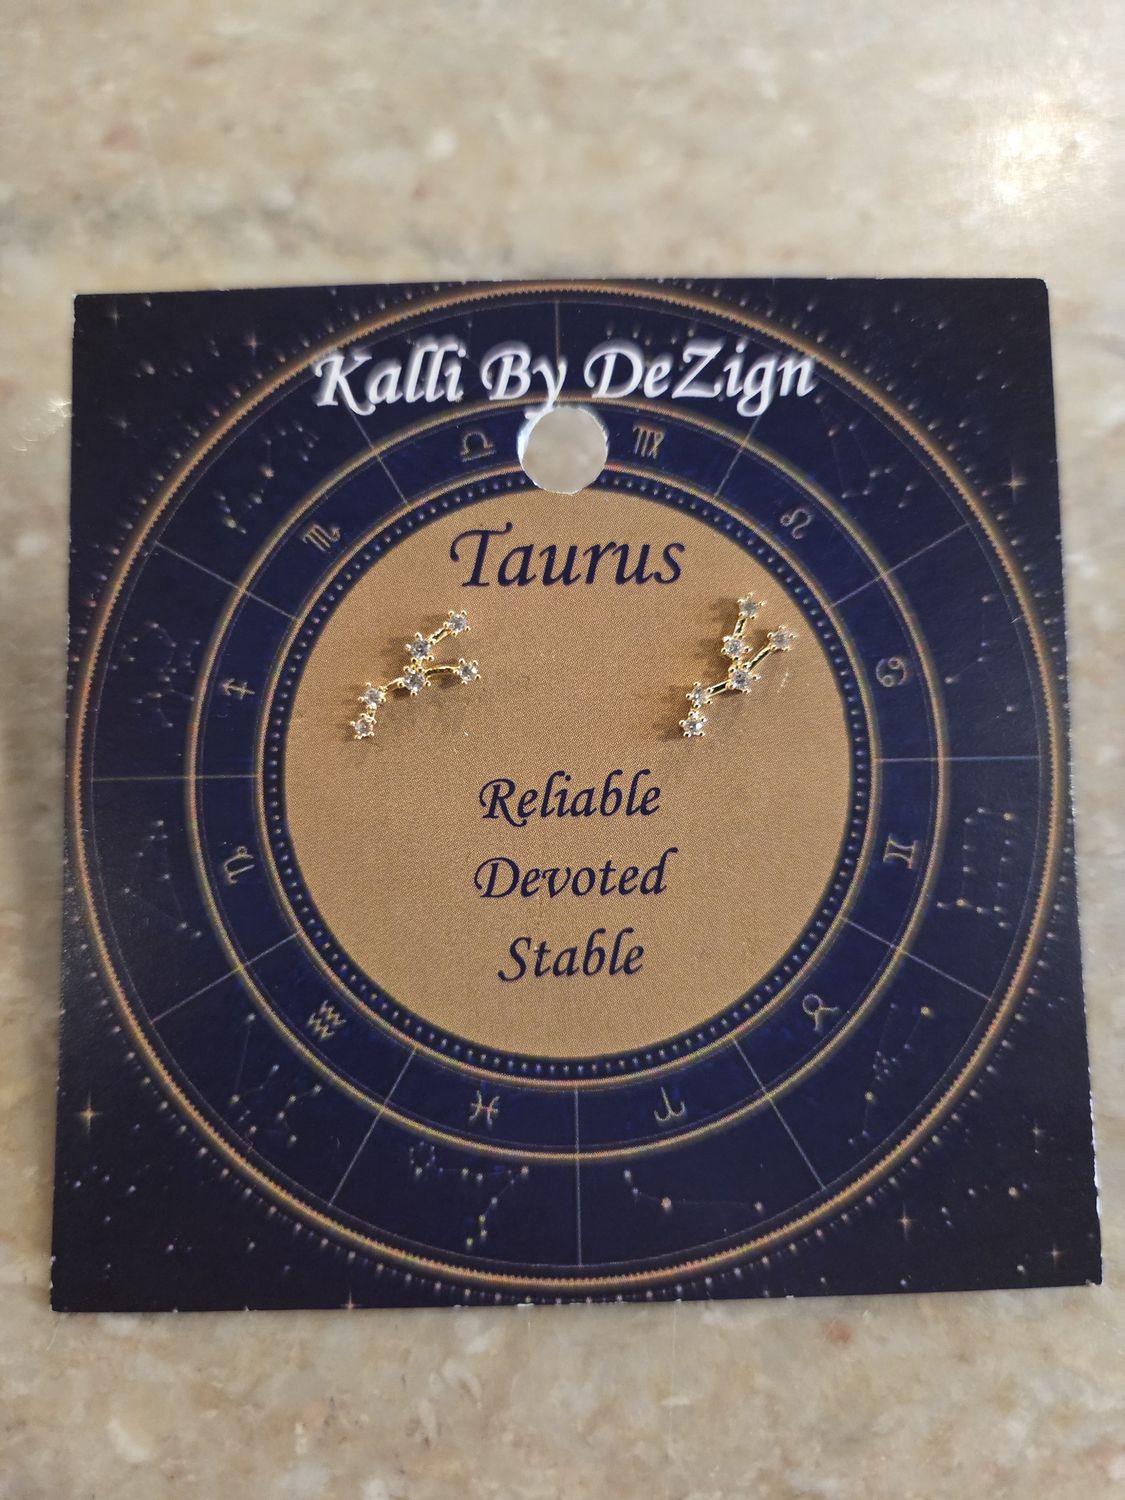 Kalli By DeZign
Taurus
Reliable
Devoted
Stable